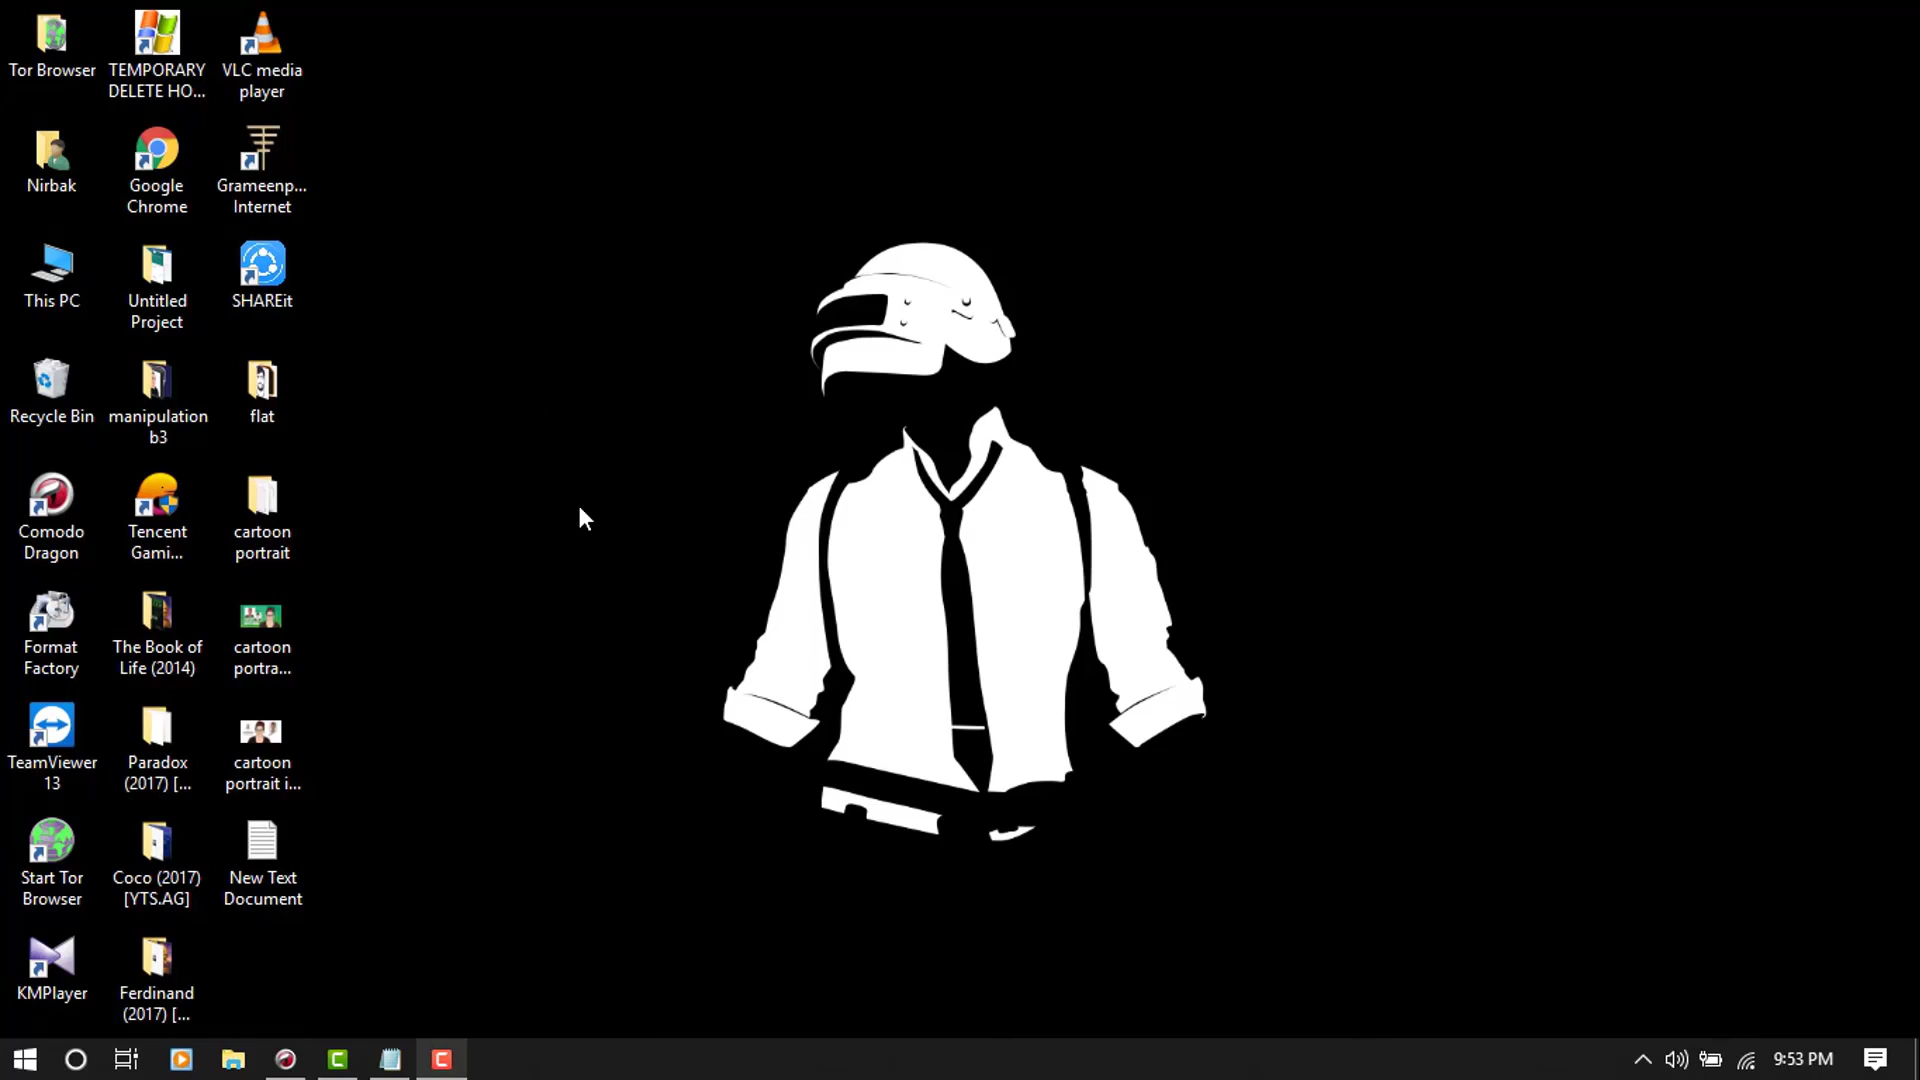 Tor Browser
TEMPORARY
DELETE HO...
VLC media
player
Nirbak
Google
Chrome
Grameenp...
Internet
This PC
Untitled
Project
SHAREit
Recycle Bin
manipulation
b3
flat
Comodo
Dragon
Tencent
Gami...
cartoon
portrait
Format
Factory
The Book of
Life (2014)
cartoon
portra...
TeamViewer
13
Paradox
(2017) [...
cartoon
portrait i...
Start Tor
Browser
Coco (2017)
[YTS.AG]
New Text
Document
KMPlayer
Ferdinand
(2017) [...
9:53 PM